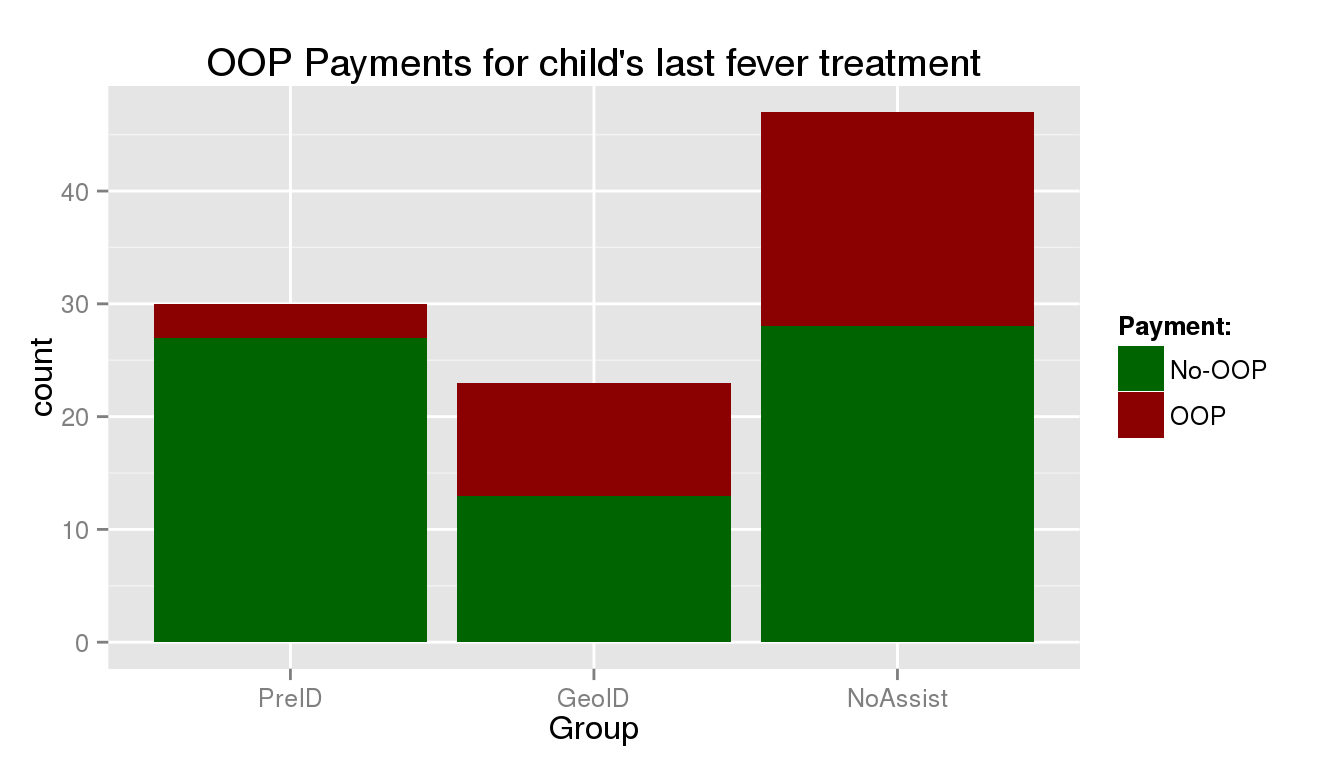 OOP Payments for child's last fever treatment
count
40
30
20
10
0
PreID
GeoID
NoAssist
Group
Payment:
No-OOP
OOP